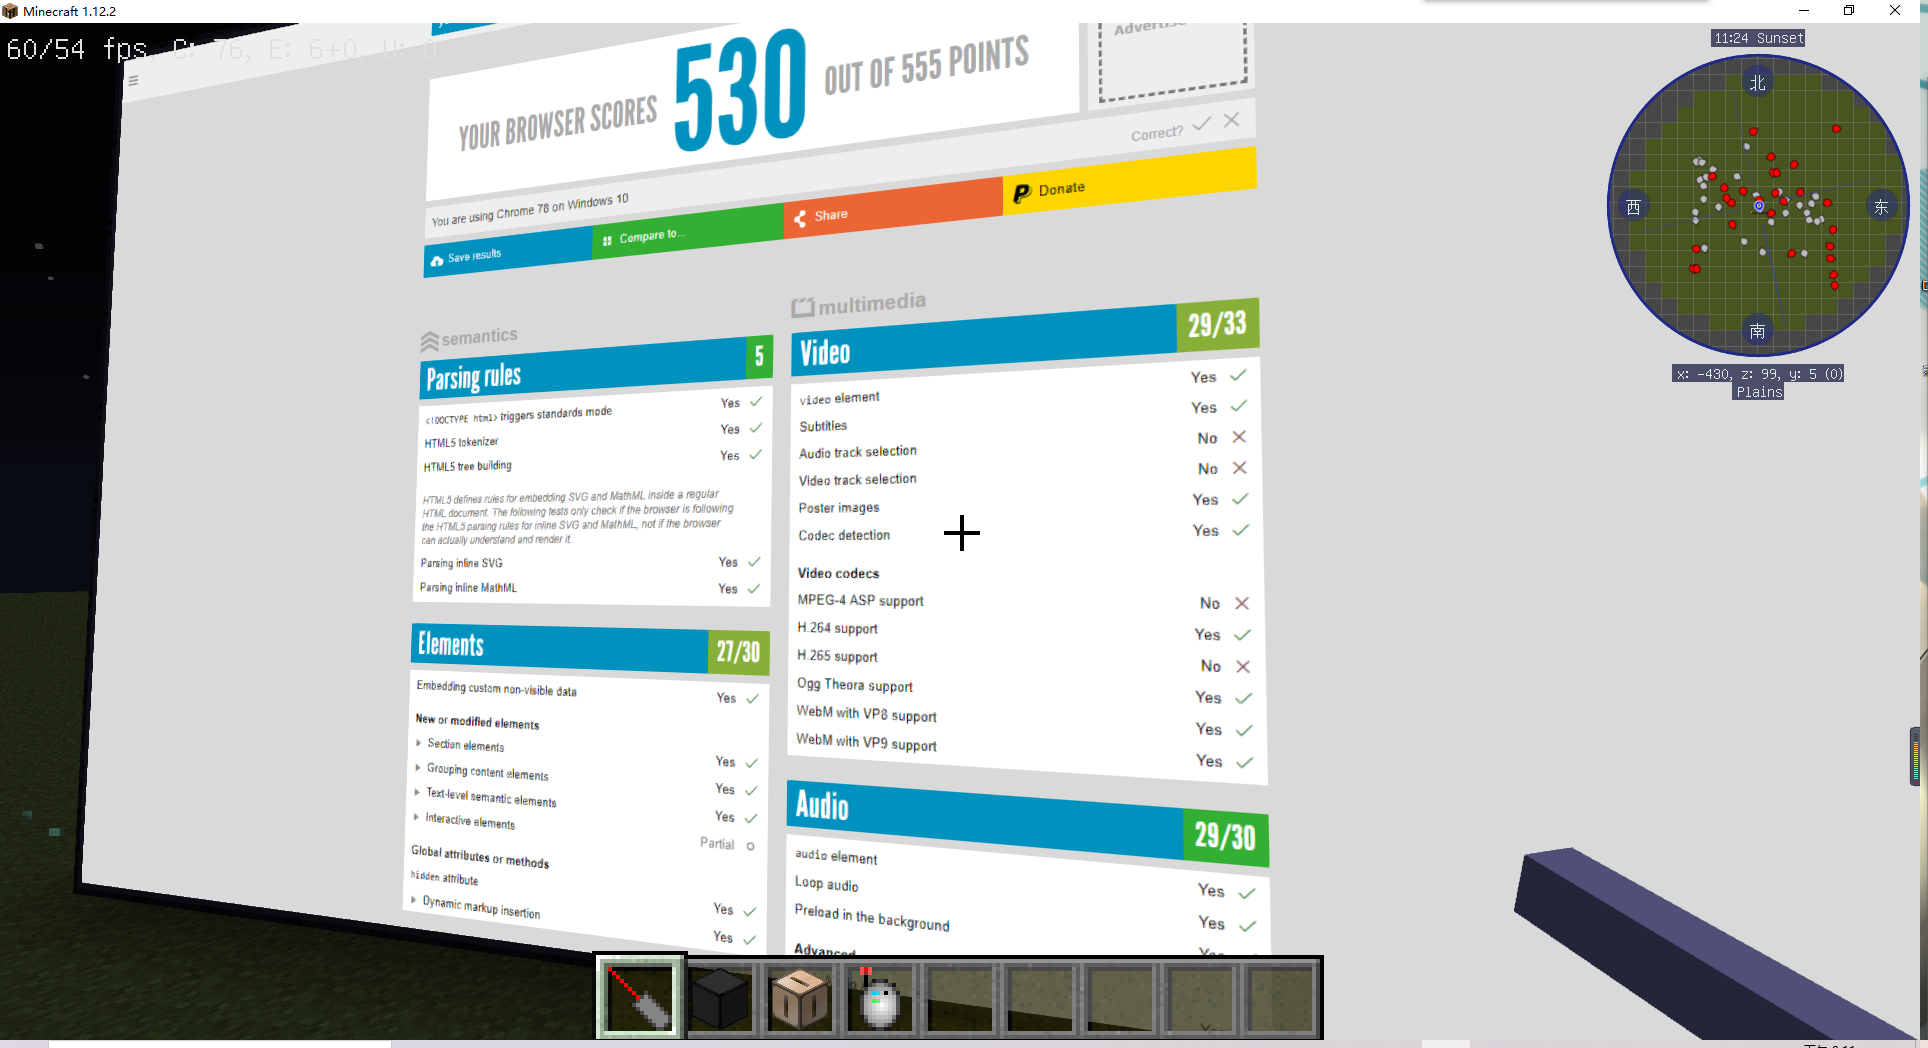 Minecraft 1.12.2
60/54 fps, C: 76, E: 6+0, U: 0
YOUR BROWSER SCORES 530 OUT OF 555 POINTS
Correct?
You are using Chrome 78 on Windows 10
Save results
Compare to...
Share
Donate
semantics
Parsing rules 5
<!DOCTYPE html> triggers standards mode Yes
HTML5 tokenizer Yes
HTML5 tree building Yes
HTML5 defines rules for embedding SVG and MathML inside a regular
HTML document. The following tests only check if the browser is following
the HTML5 parsing rules for inline SVG and MathML, not if the browser
can actually understand and render it.
Parsing inline SVG Yes
Parsing inline MathML Yes
Elements 27/30
Embedding custom non-visible data Yes
New or modified elements
Section elements Yes
Grouping content elements Yes
Text-level semantic elements Yes
Interactive elements Partial
Global attributes or methods
hidden attribute Yes
Dynamic markup insertion Yes
multimedia
Video 29/33
video element Yes
Subtitles Yes
Audio track selection No
Video track selection No
Poster images Yes
Codec detection Yes
Video codecs
MPEG-4 ASP support No
H.264 support Yes
H.265 support No
Ogg Theora support Yes
WebM with VP8 support Yes
WebM with VP9 support Yes
Audio 29/30
audio element Yes
Loop audio Yes
Preload in the background Yes
Advanced
11:24 Sunset
北
西
东
南
x: -430, z: 99, y: 5 (0)
Plains